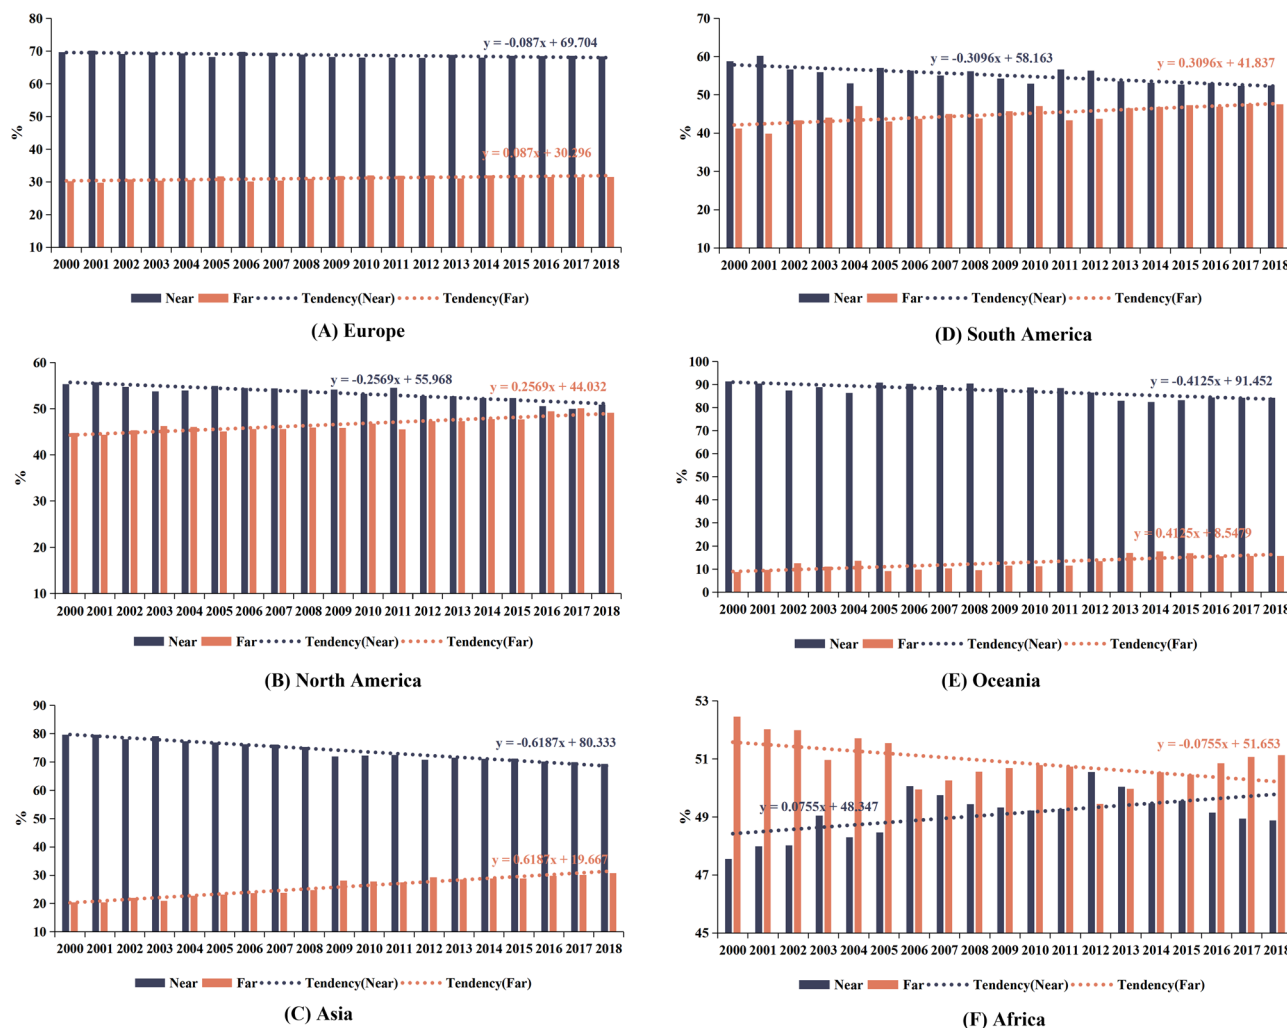 80
70
60
50
40
30
20
10
%
y = -0.087x + 69.704
y = 0.087x + 30.296
2000 2001 2002 2003 2004 2005 2006 2007 2008 2009 2010 2011 2012 2013 2014 2015 2016 2017 2018
Near Far Tendency(Near) Tendency(Far)
(A) Europe
70
60
50
40
30
20
10
%
y = -0.3096x + 58.163
y = 0.3096x + 41.837
2000 2001 2002 2003 2004 2005 2006 2007 2008 2009 2010 2011 2012 2013 2014 2015 2016 2017 2018
Near Far Tendency(Near) Tendency(Far)
(D) South America
60
50
40
30
20
10
%
y = -0.2569x + 55.968
y = 0.2569x + 44.032
2000 2001 2002 2003 2004 2005 2006 2007 2008 2009 2010 2011 2012 2013 2014 2015 2016 2017 2018
Near Far Tendency(Near) Tendency(Far)
(B) North America
100
90
80
70
60
50
40
30
20
10
0
%
y = -0.4125x + 91.452
y = 0.4125x + 8.5479
2000 2001 2002 2003 2004 2005 2006 2007 2008 2009 2010 2011 2012 2013 2014 2015 2016 2017 2018
Near Far Tendency(Near) Tendency(Far)
(E) Oceania
90
80
70
60
50
40
30
20
10
%
y = -0.6187x + 80.333
y = 0.6187x + 19.667
2000 2001 2002 2003 2004 2005 2006 2007 2008 2009 2010 2011 2012 2013 2014 2015 2016 2017 2018
Near Far Tendency(Near) Tendency(Far)
(C) Asia
53
51
49
47
45
%
y = -0.0755x + 51.653
y = 0.0755x + 48.347
2000 2001 2002 2003 2004 2005 2006 2007 2008 2009 2010 2011 2012 2013 2014 2015 2016 2017 2018
Near Far Tendency(Near) Tendency(Far)
(F) Africa